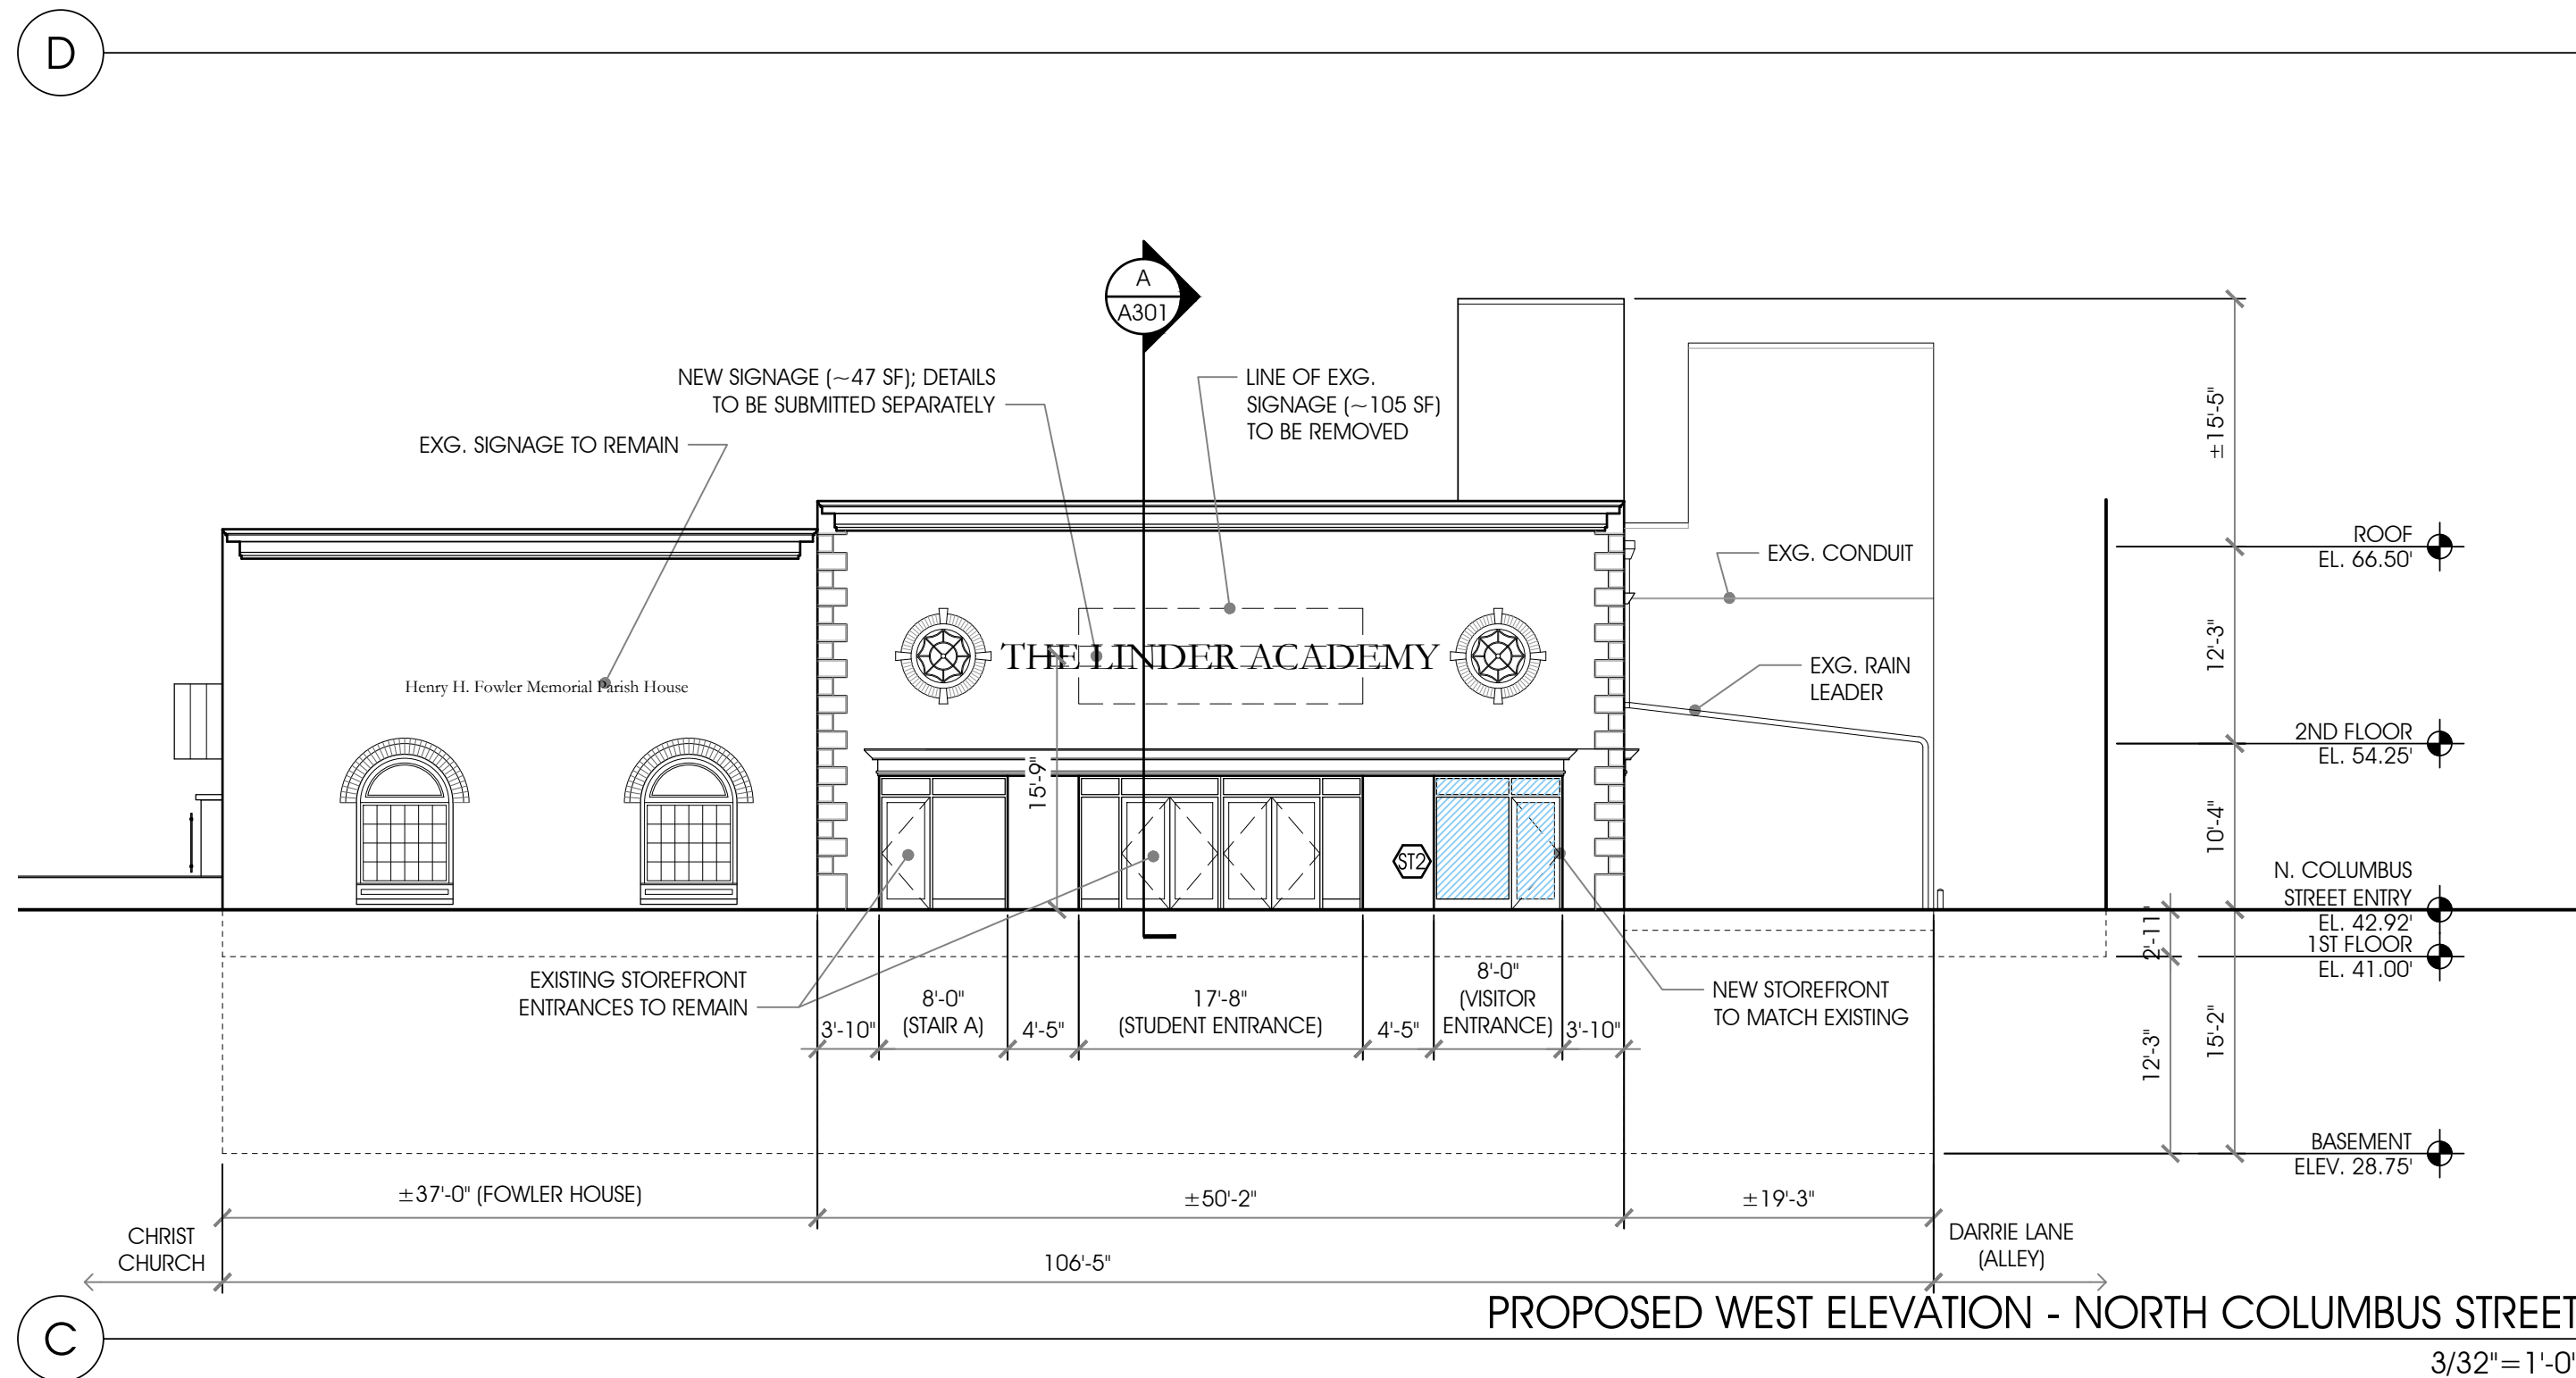 D
A
A301
NEW SIGNAGE (~47 SF); DETAILS
TO BE SUBMITTED SEPARATELY
LINE OF EXG.
SIGNAGE (~105 SF)
TO BE REMOVED
EXG. SIGNAGE TO REMAIN
±15'-5"
ROOF
EL. 66.50'
EXG. CONDUIT
12'-3"
THE LINDER ACADEMY
EXG. RAIN
LEADER
Henry H. Fowler Memorial Parish House
2ND FLOOR
EL. 54.25'
15'-9"
10'-4"
ST2
N. COLUMBUS
STREET ENTRY
EL. 42.92'
2'-11"
1ST FLOOR
EL. 41.00'
EXISTING STOREFRONT
ENTRANCES TO REMAIN
3'-10"
8'-0"
(STAIR A)
4'-5"
17'-8"
(STUDENT ENTRANCE)
4'-5"
8'-0"
(VISITOR
ENTRANCE)
3'-10"
NEW STOREFRONT
TO MATCH EXISTING
12'-3"
15'-2"
BASEMENT
ELEV. 28.75'
±37'-0" (FOWLER HOUSE)
±50'-2"
±19'-3"
CHRIST
CHURCH
106'-5"
DARRIE LANE
(ALLEY)
C
PROPOSED WEST ELEVATION - NORTH COLUMBUS STREET
3/32"=1'-0"